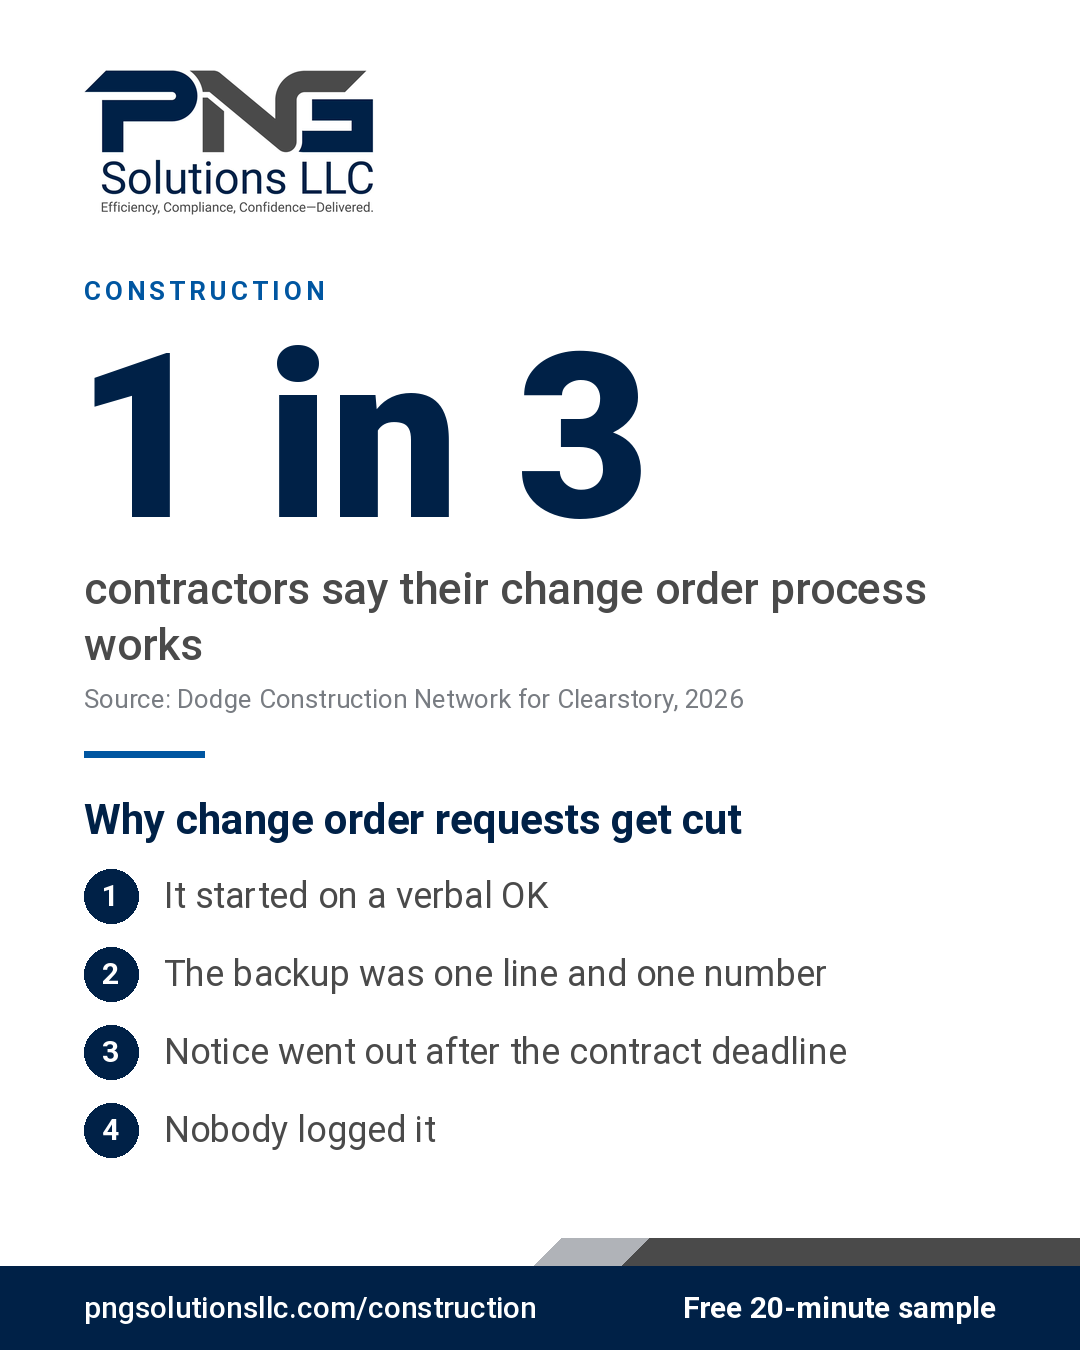 PNG
Solutions LLC
Efficiency, Compliance, Confidence—Delivered.
CONSTRUCTION
1 in 3
contractors say their change order process
works
Source: Dodge Construction Network for Clearstory, 2026
Why change order requests get cut
1 It started on a verbal OK
2 The backup was one line and one number
3 Notice went out after the contract deadline
4 Nobody logged it
pngsolutionsllc.com/construction Free 20-minute sample